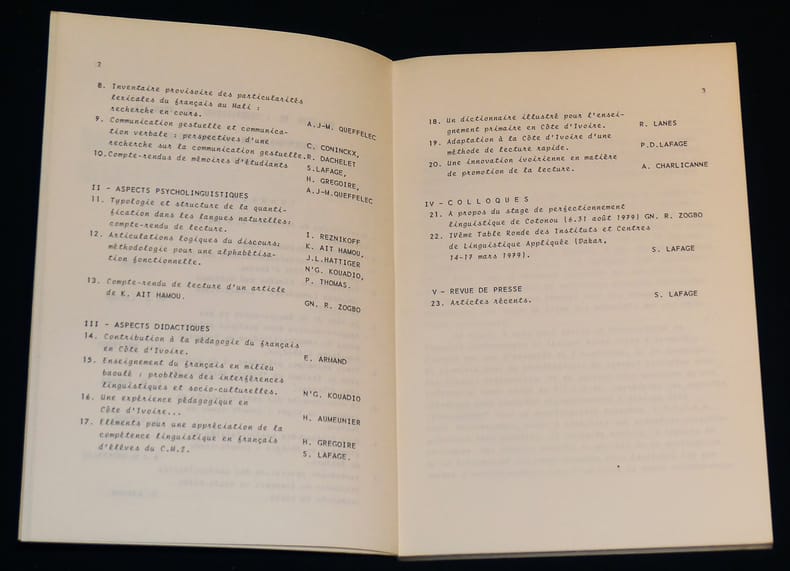 2
8. Inventaire provisoire des particularités
lexicales du français au Mali :
recherche en cours.
A.J-M. QUEFFELEC
9. Communication gestuelle et communica-
tion verbale : perspectives d'une
recherche sur la communication gestuelle.
C. CONINCKX,
R. DACHELET
10.Compte-rendus de mémoires d'étudiants
S.LAFAGE,
H. GREGOIRE,
A.J-M.QUEFFELEC
II - ASPECTS PSYCHOLINGUISTIQUES
11. Typologie et structure de la quanti-
fication dans les langues naturelles:
compte-rendu de lecture.
I. REZNIKOFF
12. Articulations logiques du discours:
méthodologie pour une alphabétisa-
tion fonctionnelle.
K. AIT HAMOU,
J.L.HATTIGER
N'G. KOUADIO,
P. THOMAS.
13. Compte-rendu de lecture d'un article
de K. AIT HAMOU.
GN. R. ZOGBO
III - ASPECTS DIDACTIQUES
14. Contribution à la pédagogie du français
en Côte d'Ivoire.
E. ARMAND
15. Enseignement du français en milieu
baoulé : problèmes des interférences
linguistiques et socio-culturelles.
N'G. KOUADIO
16. Une expérience pédagogique en
Côte d'Ivoire...
H. AUMEUNIER
17. Eléments pour une appréciation de la
compétence linguistique en français
d'élèves du C.M.2.
H. GREGOIRE
S. LAFAGE.
3
18. Un dictionnaire illustré pour l'ensei-
gnement primaire en Côte d'Ivoire.
R. LANES
19. Adaptation à la Côte d'Ivoire d'une
méthode de lecture rapide.
P.D.LAFAGE
20. Une innovation ivoirienne en matière
de promotion de la lecture.
A. CHARLICANNE
IV - COLLOQUES
21. A propos du stage de perfectionnement
linguistique de Cotonou (6.31 août 1979) GN. R. ZOGBO
22. IVème Table Ronde des Instituts et Centres
de Linguistique Appliquée (Dakar,
14-17 mars 1979).
S. LAFAGE
V - REVUE DE PRESSE
23. Articles récents.
S. LAFAGE